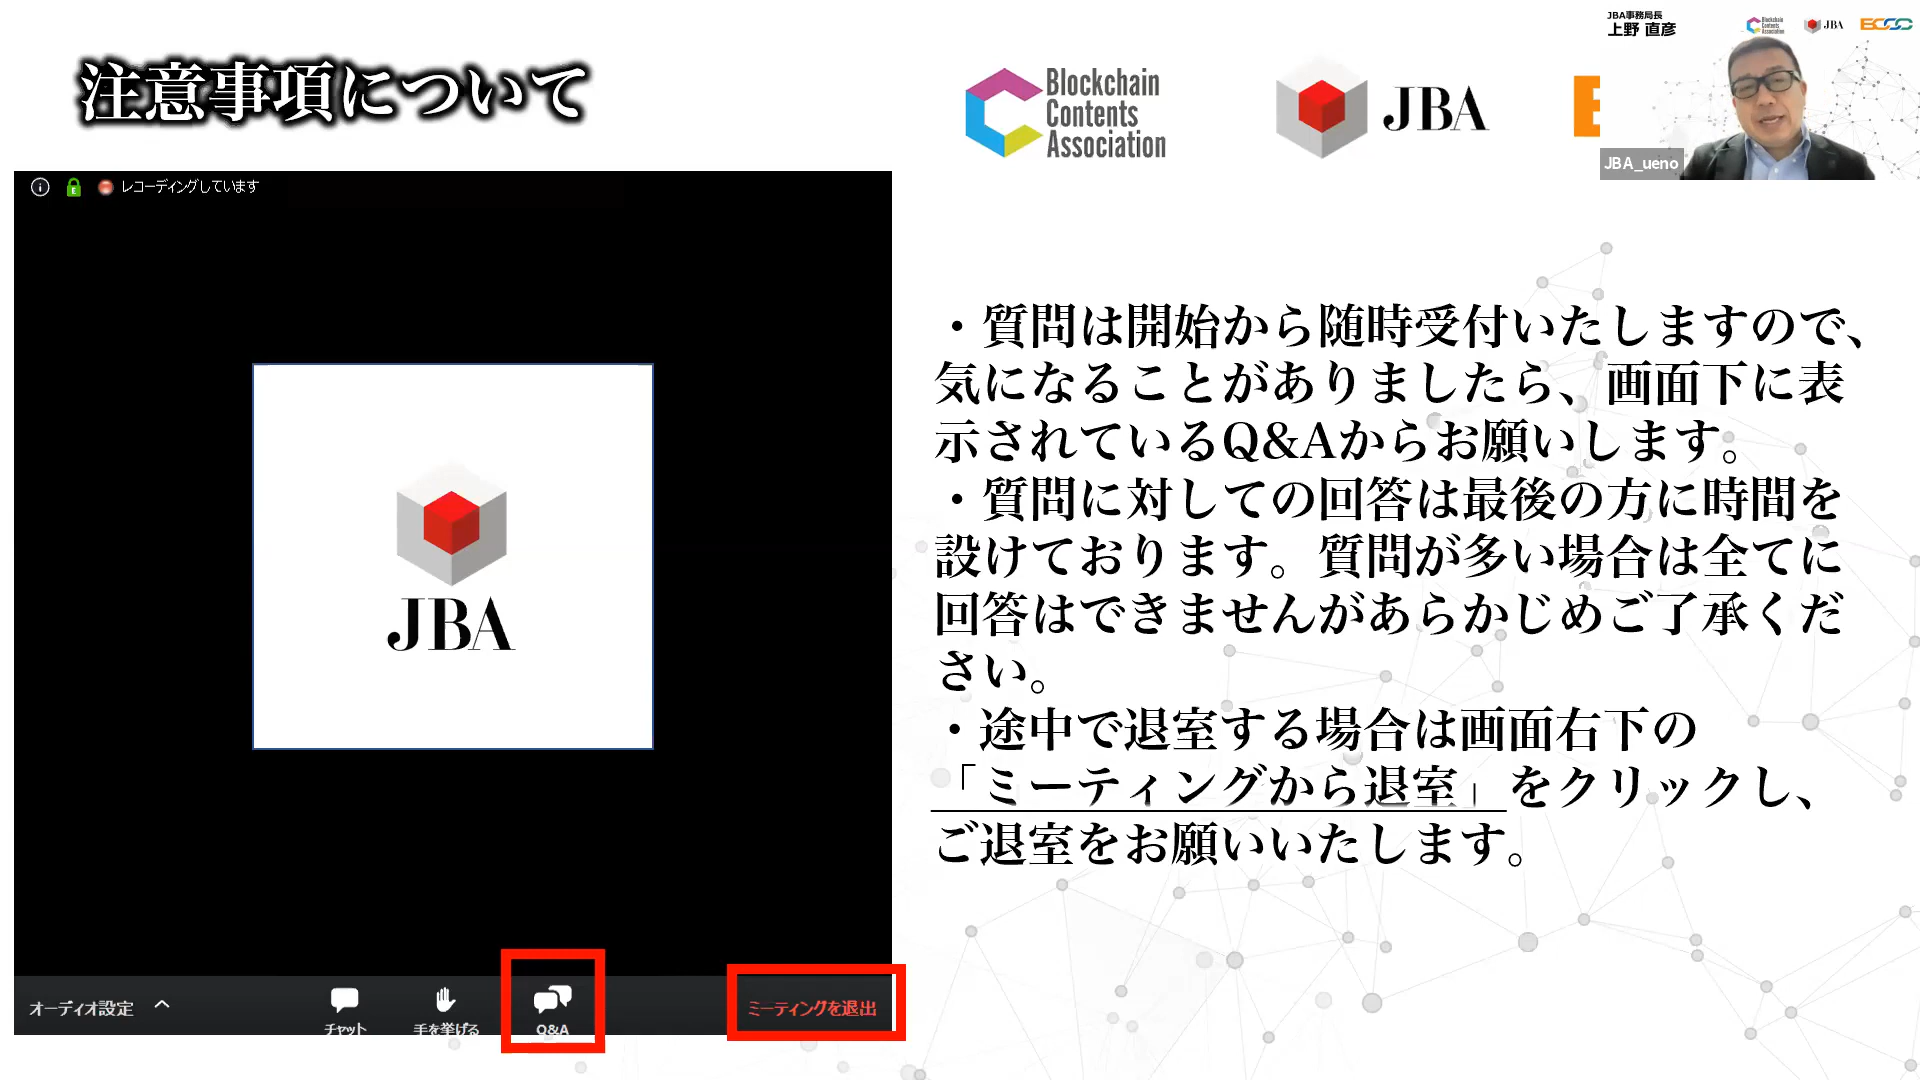 注意事項について
Blockchain
Contents
Association
JBA
JBA事務局長
上野 直彦
Blockchain
Contents
Association
JBA
BCCC
JBA_ueno
レコーディングしています
JBA
・質問は開始から随時受付いたしますので、
気になることがありましたら、画面下に表
示されているQ&Aからお願いします。
・質問に対しての回答は最後の方に時間を
設けております。質問が多い場合は全てに
回答はできませんがあらかじめご了承くだ
さい。
・途中で退室する場合は画面右下の
「ミーティングから退室」をクリックし、
ご退室をお願いいたします。
オーディオ設定
チャット
手を挙げる
Q&A
ミーティングを退出